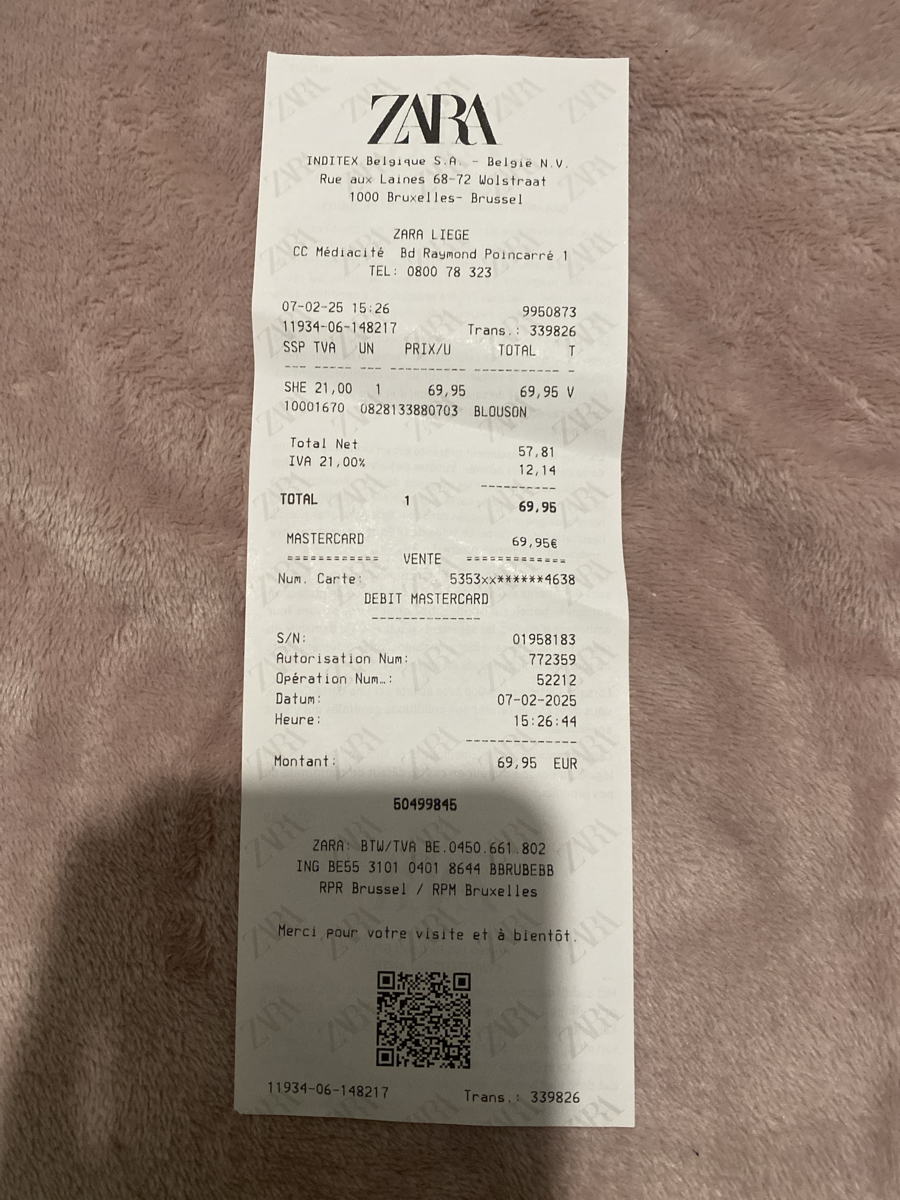 ZARA
INDITEX Belgique S.A. - België N.V.
Rue aux Laines 68-72 Wolstraat
1000 Bruxelles- Brussel
ZARA LIEGE
CC Médiacité Bd Raymond Poincarré 1
TEL: 0800 78 323
07-02-25 15:26 9950873
11934-06-148217 Trans.: 339826
SSP TVA UN PRIX/U TOTAL T
--- ----- --- ---------- ----------- -
SHE 21,00 1 69,95 69,95 V
10001670 0828133880703 BLOUSON
Total Net 57,81
IVA 21,00% 12,14
----------
TOTAL 1 69,95
MASTERCARD 69,95€
============ VENTE =============
Num. Carte: 5353xx******4638
DEBIT MASTERCARD
--------------
S/N: 01958183
Autorisation Num: 772359
Opération Num…: 52212
Datum: 07-02-2025
Heure: 15:26:44
--------------
Montant: 69,95 EUR
50499845
ZARA: BTW/TVA BE.0450.661.802
ING BE55 3101 0401 8644 BBRUBEBB
RPR Brussel / RPM Bruxelles
Merci pour votre visite et à bientôt.
11934-06-148217 Trans.: 339826